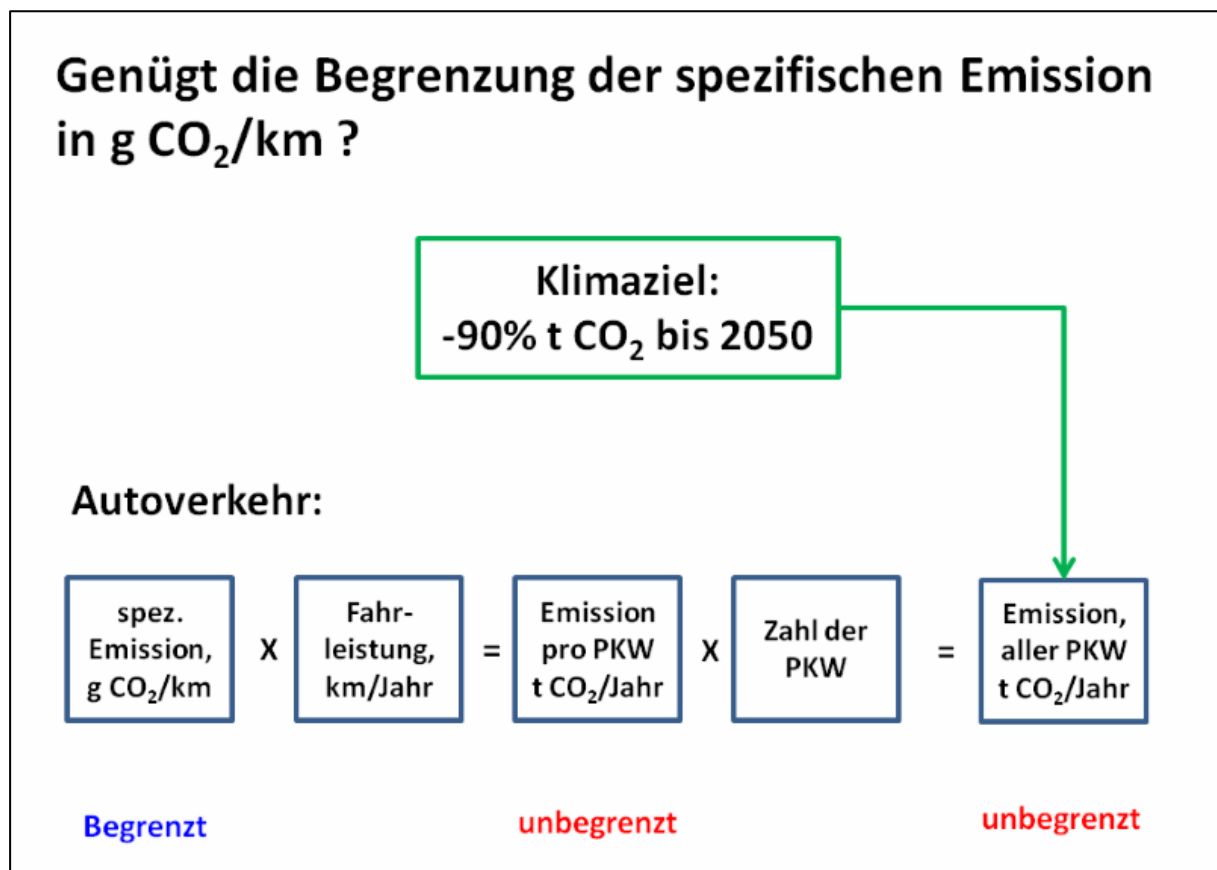 Genügt die Begrenzung der spezifischen Emission
in g CO₂/km ?
Klimaziel:
-90% t CO₂ bis 2050
Autoverkehr:
spez.
Emission,
g CO₂/km
X
Fahr-
leistung,
km/Jahr
=
Emission
pro PKW
t CO₂/Jahr
X
Zahl der
PKW
=
Emission,
aller PKW
t CO₂/Jahr
Begrenzt
unbegrenzt
unbegrenzt